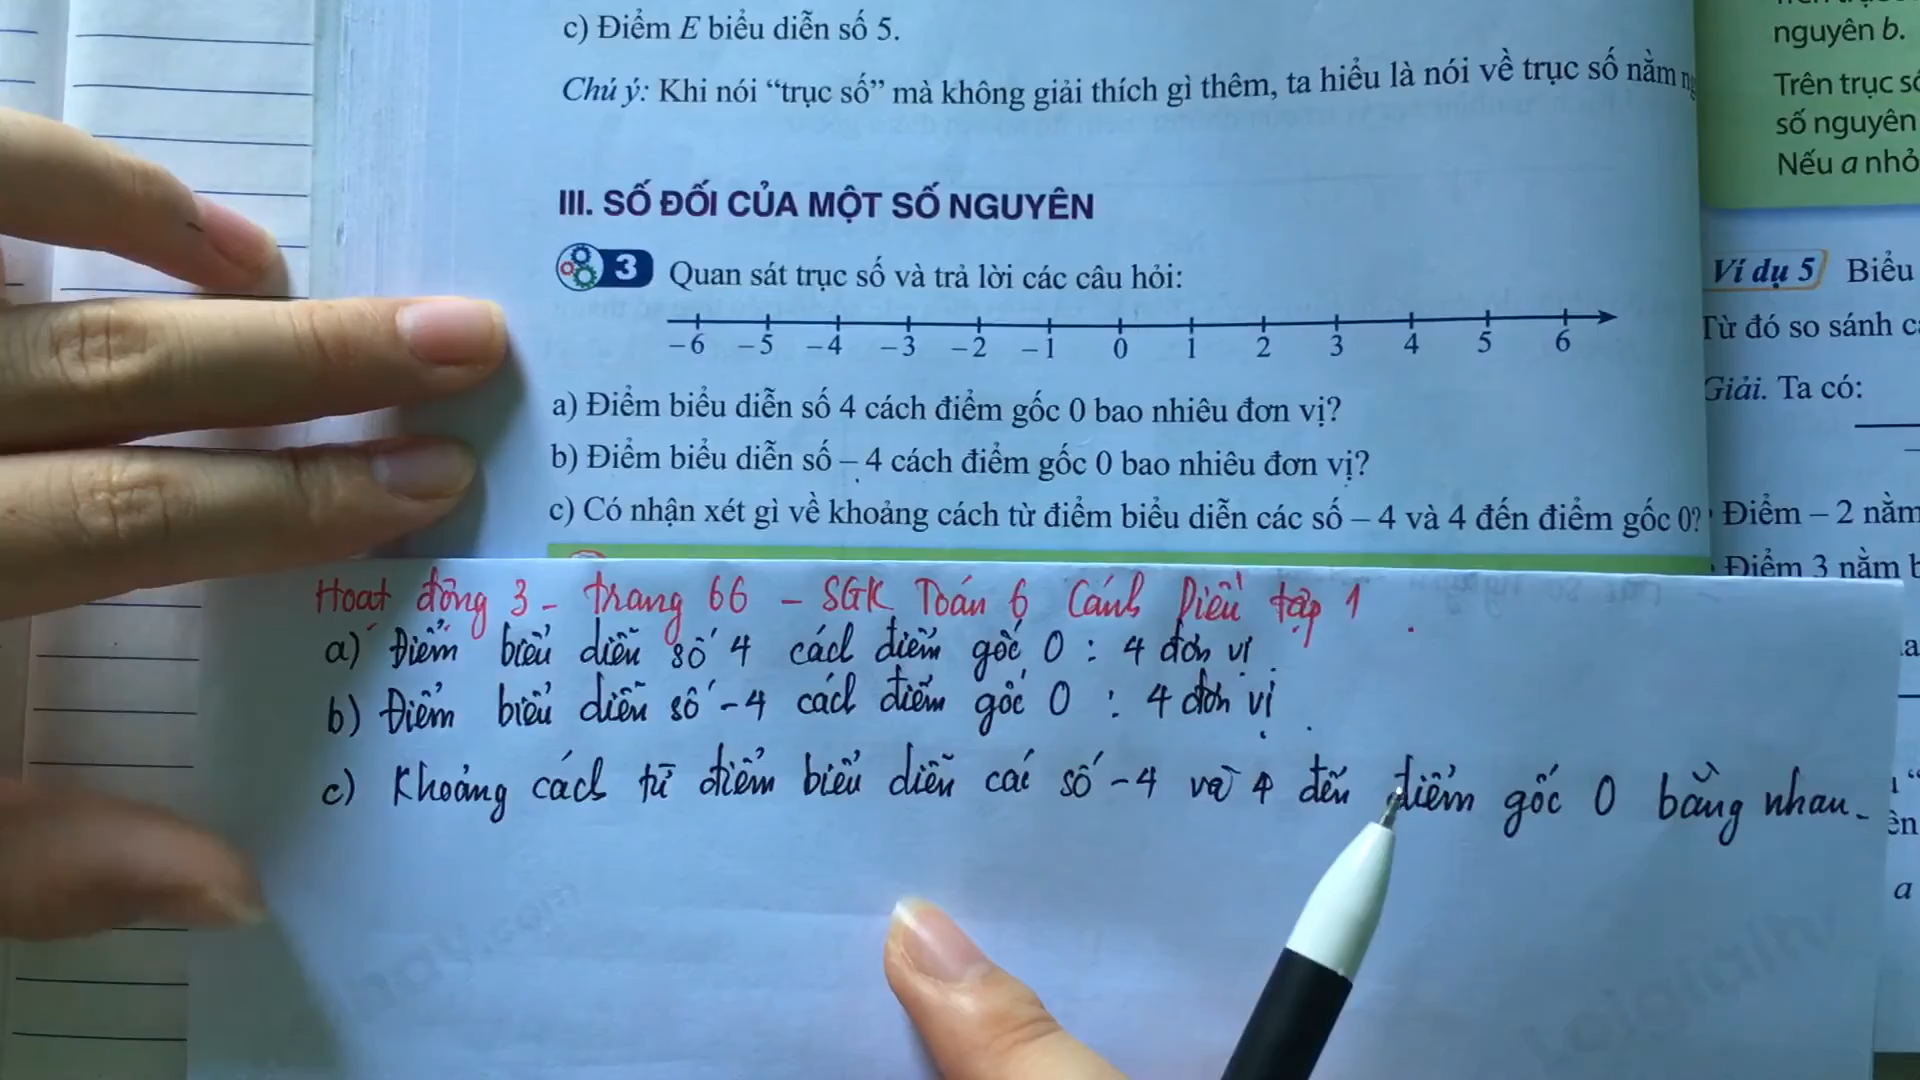 c) Điểm E biểu diễn số 5.
Chú ý: Khi nói “trục số” mà không giải thích gì thêm, ta hiểu là nói về trục số nằm
III. SỐ ĐỐI CỦA MỘT SỐ NGUYÊN
3 Quan sát trục số và trả lời các câu hỏi:
–6 –5 –4 –3 –2 –1 0 1 2 3 4 5 6
a) Điểm biểu diễn số 4 cách điểm gốc 0 bao nhiêu đơn vị?
b) Điểm biểu diễn số – 4 cách điểm gốc 0 bao nhiêu đơn vị?
c) Có nhận xét gì về khoảng cách từ điểm biểu diễn các số – 4 và 4 đến điểm gốc 0?
Hoạt động 3 - trang 66 - SGK Toán 6 Cánh Diều tập 1
a) Điểm biểu diễn số 4 cách điểm gốc 0 : 4 đơn vị.
b) Điểm biểu diễn số -4 cách điểm gốc 0 : 4 đơn vị.
c) Khoảng cách từ điểm biểu diễn các số -4 và 4 đến điểm gốc 0 bằng nhau.
nguyên b.
Trên trục số
số nguyên
Nếu a nhỏ
Ví dụ 5 Biểu
Từ đó so sánh
Giải. Ta có:
Điểm – 2 nằm
Điểm 3 nằm
a